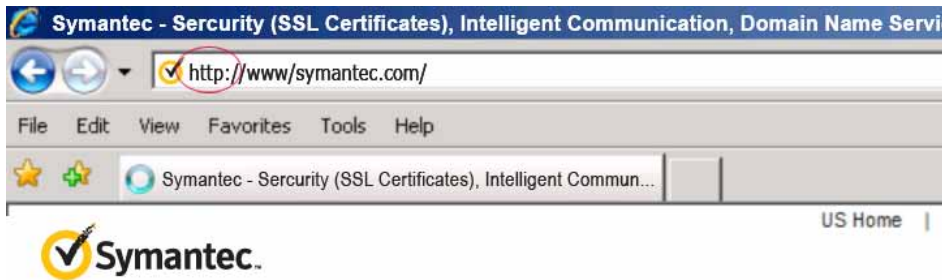 Symantec - Sercurity (SSL Certificates), Intelligent Communication, Domain Name Servi
http://www/symantec.com/
File Edit View Favorites Tools Help
Symantec - Sercurity (SSL Certificates), Intelligent Commun...
US Home |
Symantec.